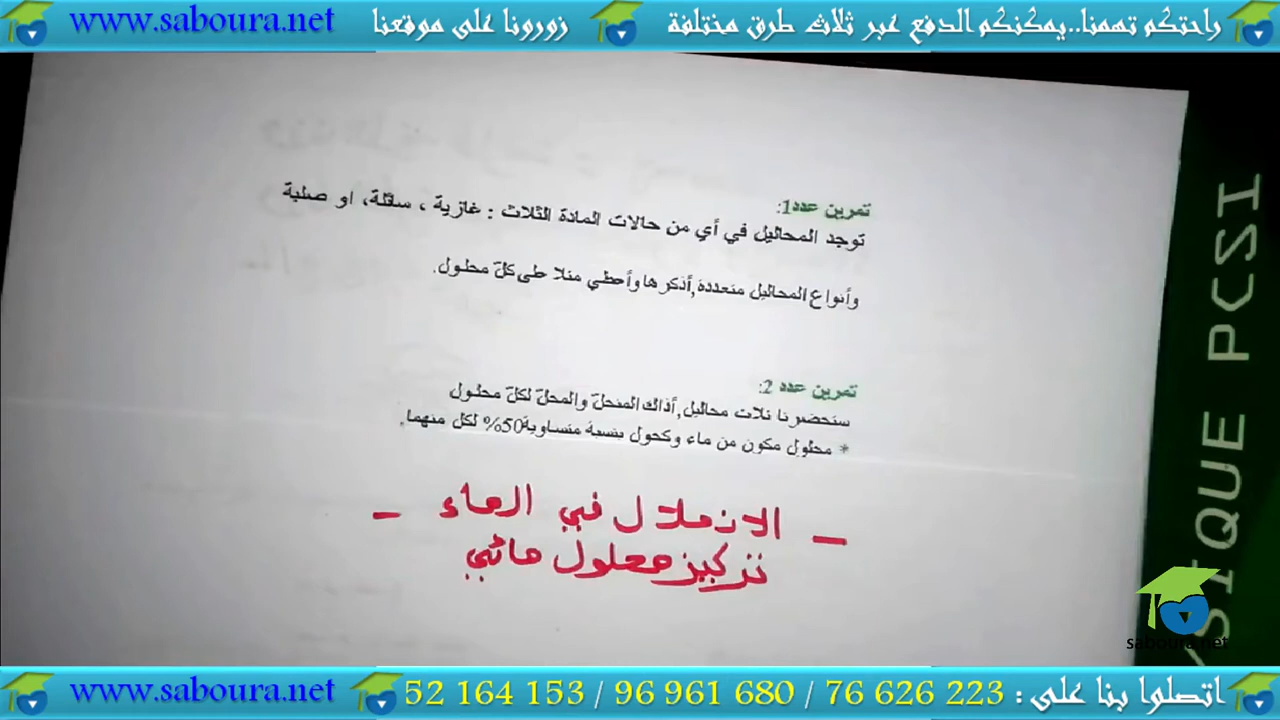 راحتكم تهمنا..يمكنكم الدفع عبر ثلاث طرق مختلفة
زورونا على موقعنا
www.saboura.net
تمرين عدد1:
توجد المحاليل في أي من حالات المادة الثلاث : غازية ، سائلة، او صلبة
وأنواع المحاليل متعددة,أذكرها وأعطي مثلا على كلّ محلول.
تمرين عدد 2:
ستحضرنا ثلاث محاليل,أذاك المنحلّ والمحلّ لكلّ محلول
* محلول مكون من ماء وكحول بنسبة متساوية50% لكل منهما.
– الانحلال في الماء –
تركيز محلول مائي
PHYSIQUE PCSI
saboura.net
اتصلوا بنا على : 52 164 153 / 96 961 680 / 76 626 223
www.saboura.net